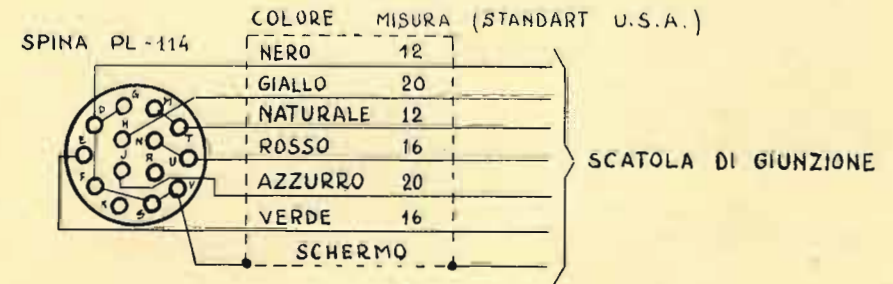 COLORE MISURA (STANDART U.S.A.)
SPINA PL-114
NERO 12
GIALLO 20
NATURALE 12
ROSSO 16
AZZURRO 20
VERDE 16
SCHERMO
SCATOLA DI GIUNZIONE
G M
D H T
E N U
J R
F V
K S